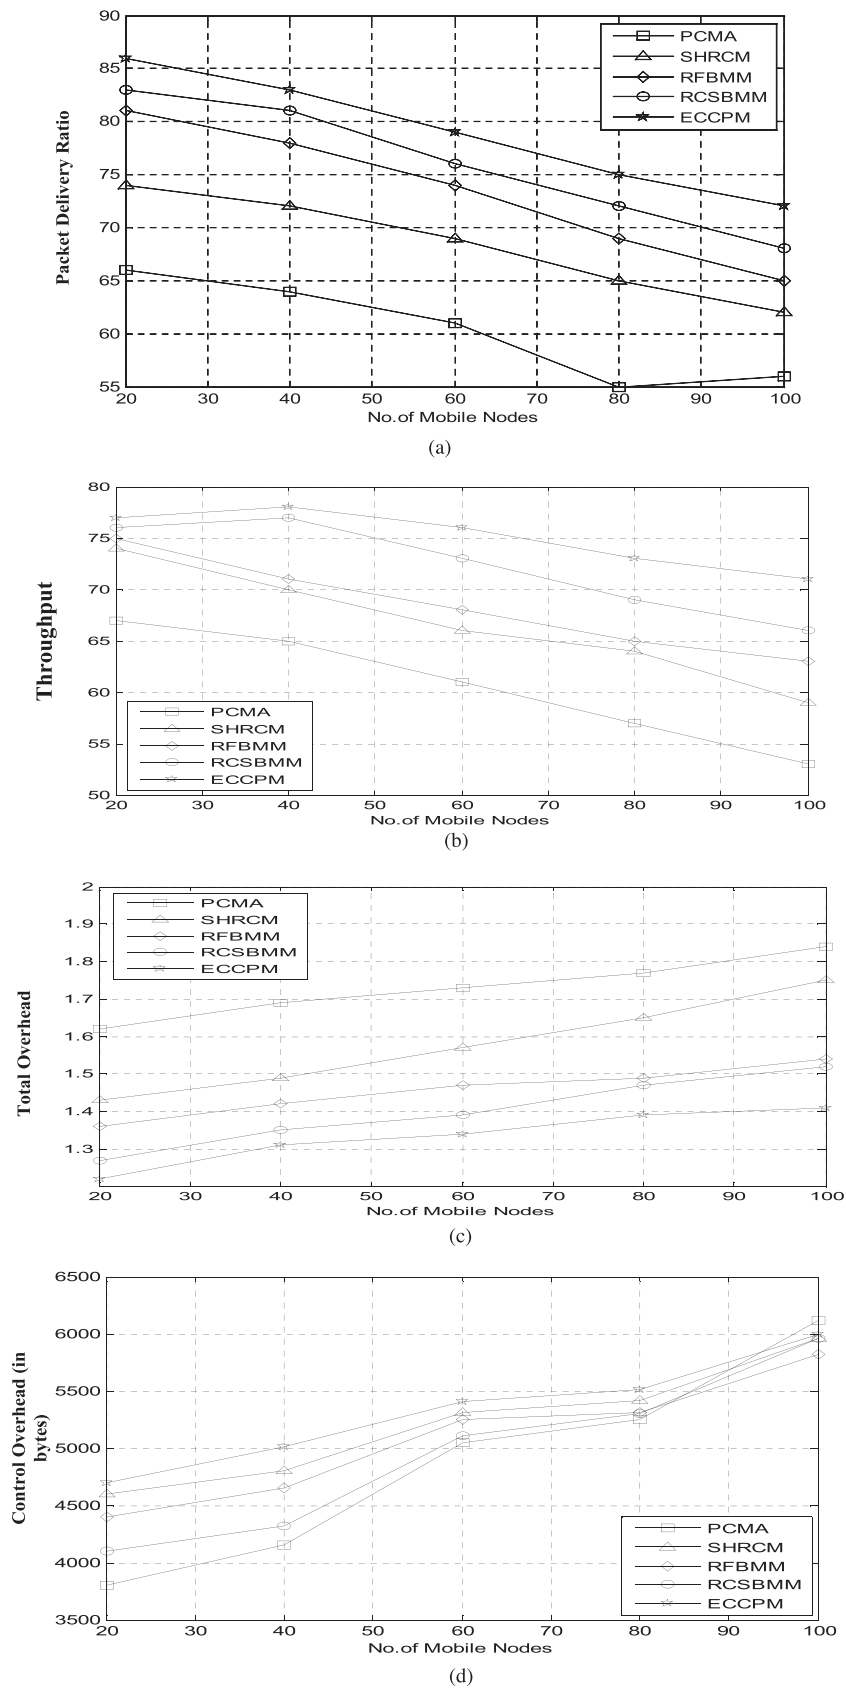 90
85
80
75
70
65
60
55
Packet Delivery Ratio
PCMA
SHRCM
RFBMM
RCSBMM
ECCPM
20 30 40 50 60 70 80 90 100
No.of Mobile Nodes
(a)
80
75
70
65
60
55
50
Throughput
PCMA
SHRCM
RFBMM
RCSBMM
ECCPM
20 30 40 50 60 70 80 90 100
No.of Mobile Nodes
(b)
2
1.9
1.8
1.7
1.6
1.5
1.4
1.3
Total Overhead
PCMA
SHRCM
RFBMM
RCSBMM
ECCPM
20 30 40 50 60 70 80 90 100
No.of Mobile Nodes
(c)
6500
6000
5500
5000
4500
4000
3500
Control Overhead (in
bytes)
PCMA
SHRCM
RFBMM
RCSBMM
ECCPM
20 30 40 50 60 70 80 90 100
No.of Mobile Nodes
(d)